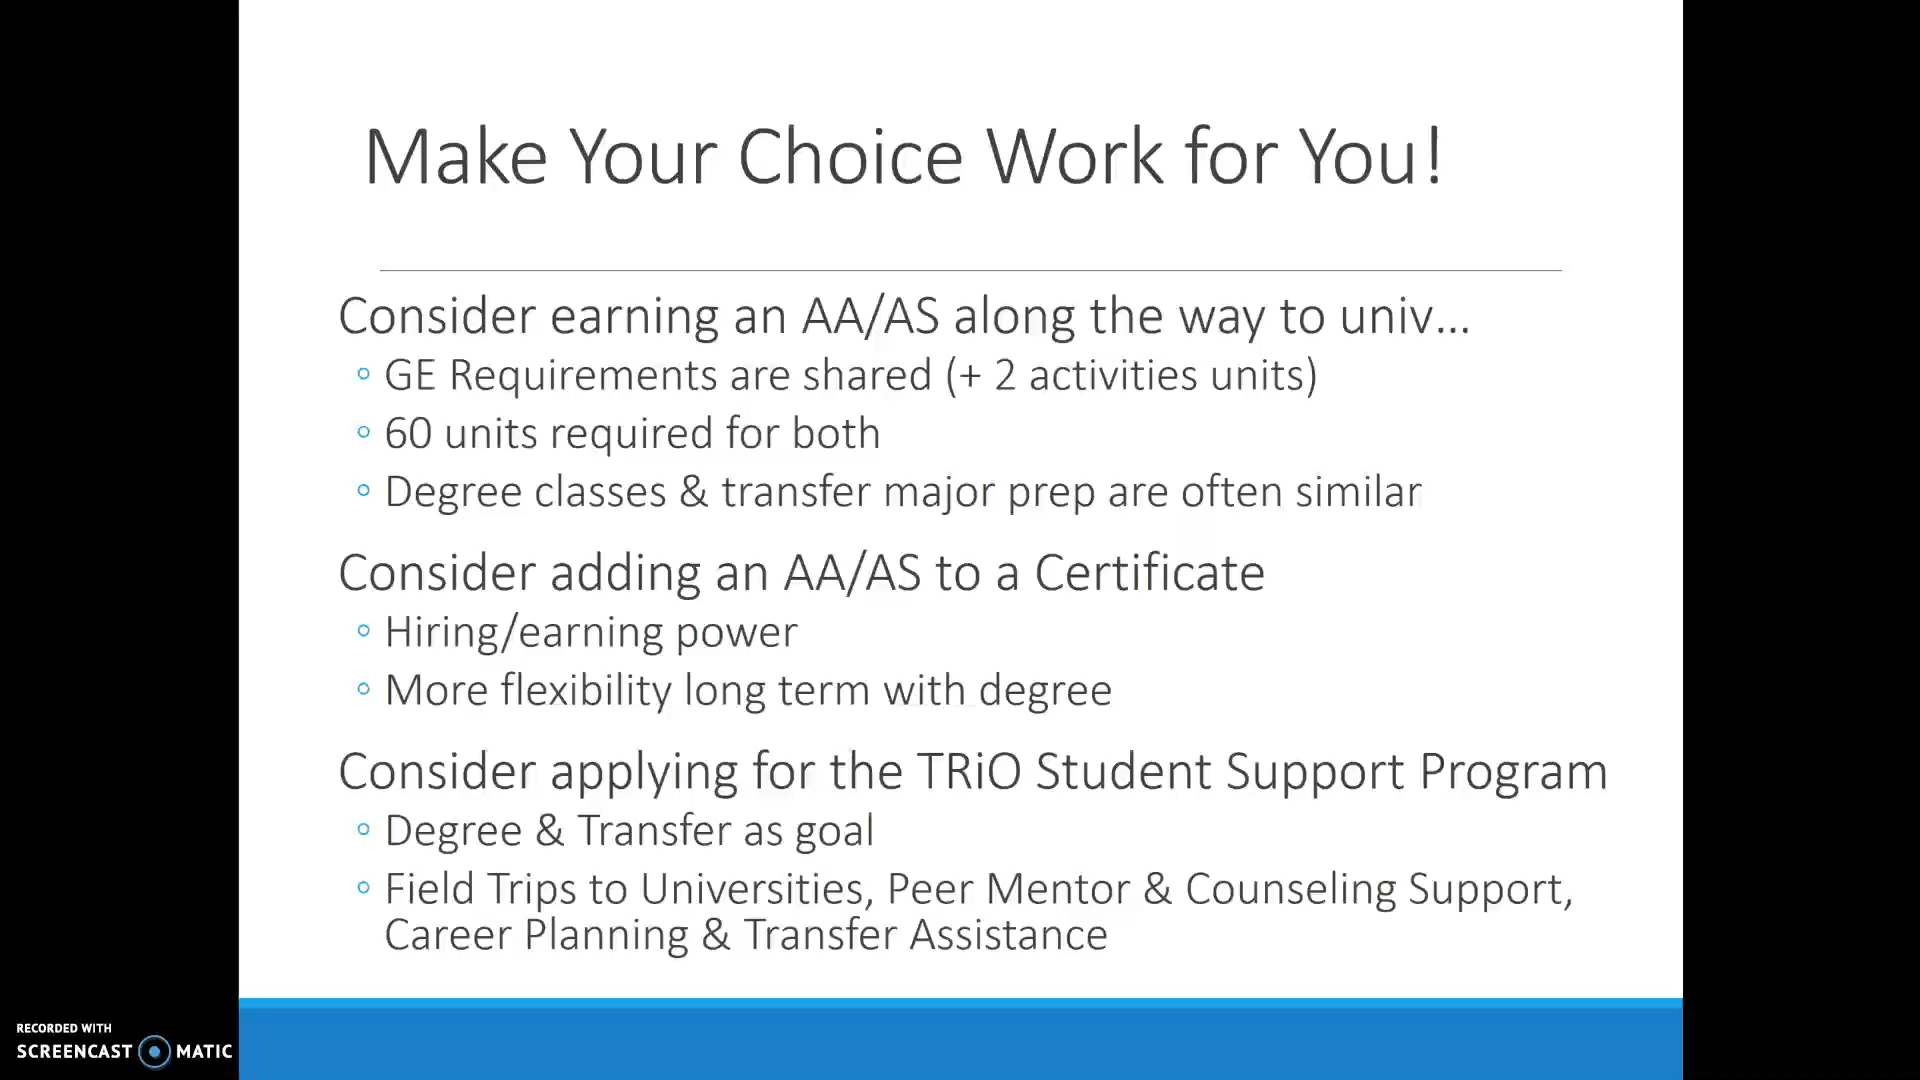 Make Your Choice Work for You!
Consider earning an AA/AS along the way to univ...
◦ GE Requirements are shared (+ 2 activities units)
◦ 60 units required for both
◦ Degree classes & transfer major prep are often similar
Consider adding an AA/AS to a Certificate
◦ Hiring/earning power
◦ More flexibility long term with degree
Consider applying for the TRiO Student Support Program
◦ Degree & Transfer as goal
◦ Field Trips to Universities, Peer Mentor & Counseling Support,
Career Planning & Transfer Assistance
RECORDED WITH
SCREENCAST MATIC